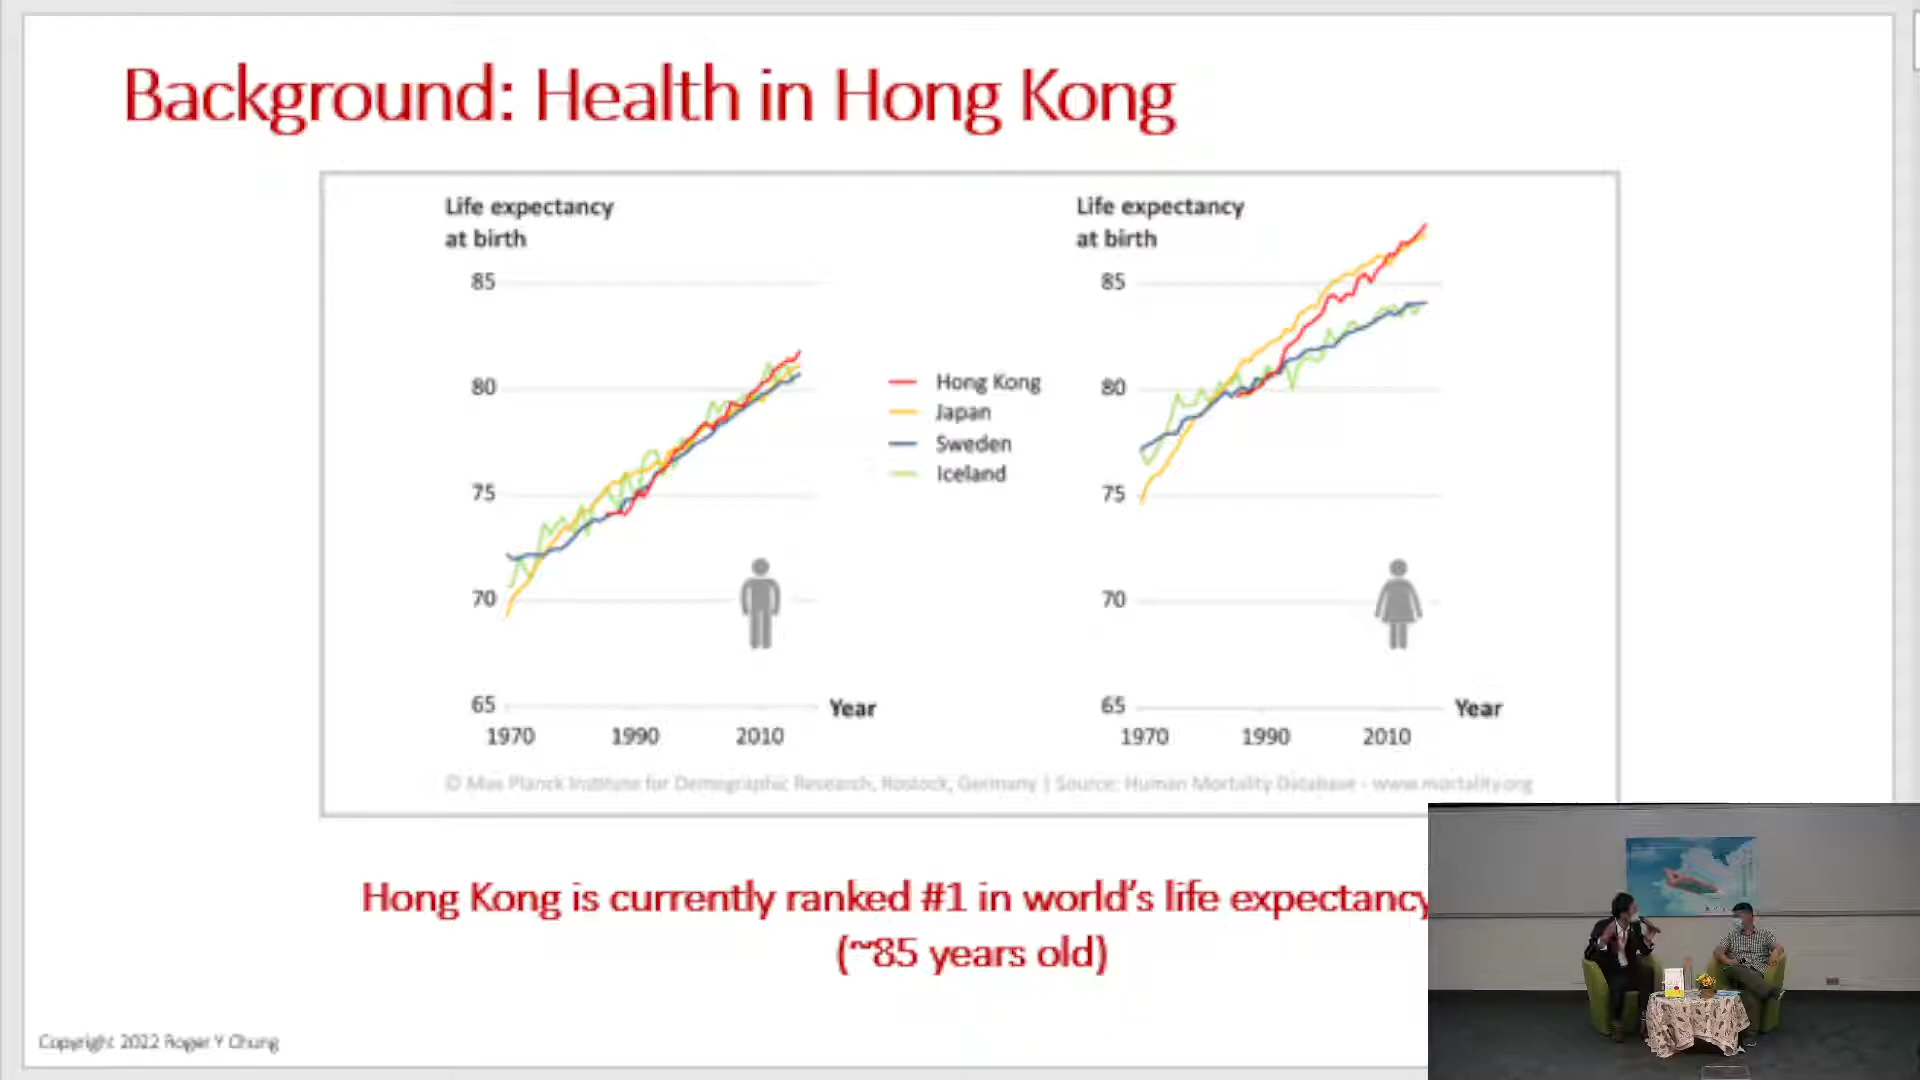 Background: Health in Hong Kong
Life expectancy
at birth
85
80
75
70
65
1970 1990 2010
Year
Hong Kong
Japan
Sweden
Iceland
Life expectancy
at birth
85
80
75
70
65
1970 1990 2010
Year
© Max Planck Institute for Demographic Research, Rostock, Germany | Source: Human Mortality Database - www.mortality.org
Hong Kong is currently ranked #1 in world's life expectancy
(~85 years old)
Copyright 2022 Roger Y Chung